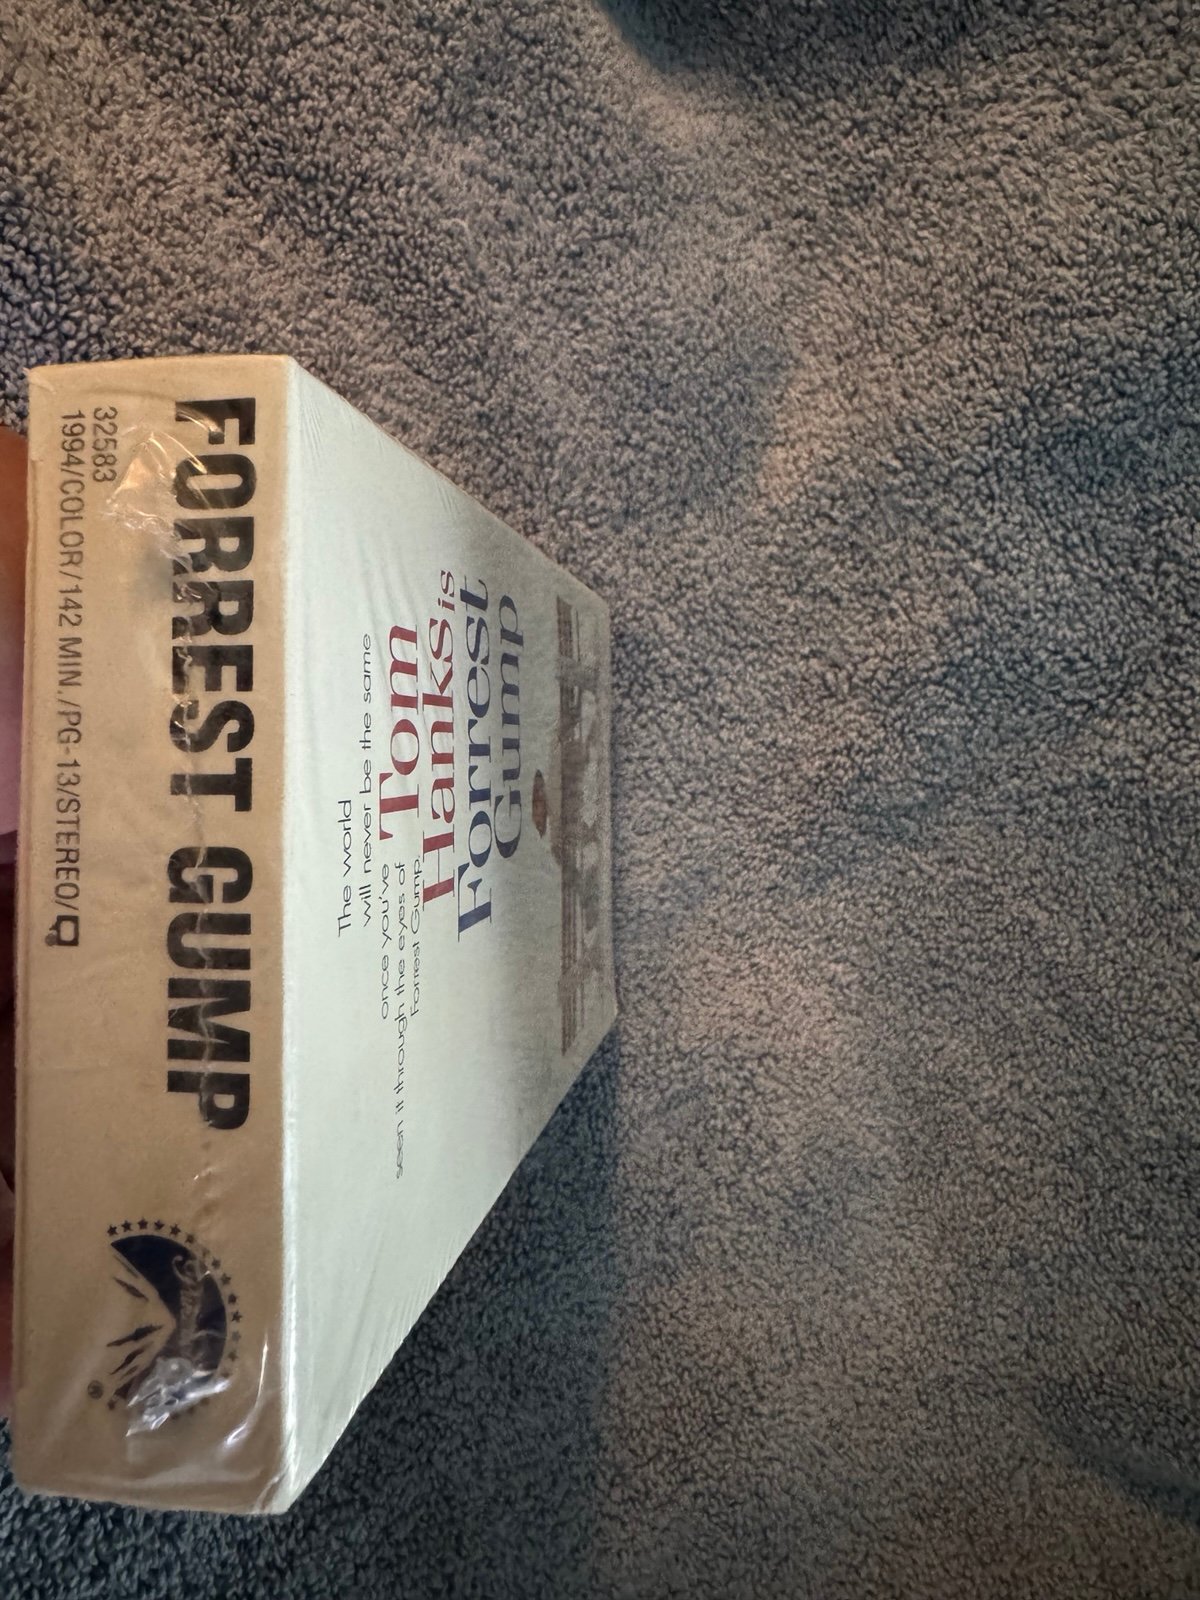 FORREST GUMP
32583
1994/COLOR/142 MIN./PG-13/STEREO/
®
The world
will never be the same
once you've
seen it through the eyes of
Forrest Gump.
Tom
Hanks is
Forrest
Gump